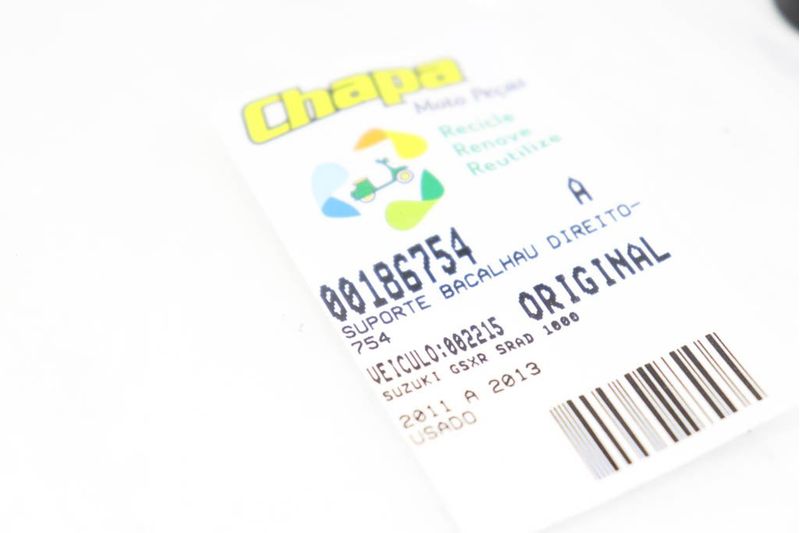 Chapa
Moto Peças
Recicle
Renove
Reutilize
A
00186754
SUPORTE BACALHAU DIREITO-
754
ORIGINAL
VEICULO:002215
SUZUKI GSXR SRAD 1000
2011 A 2013
USADO